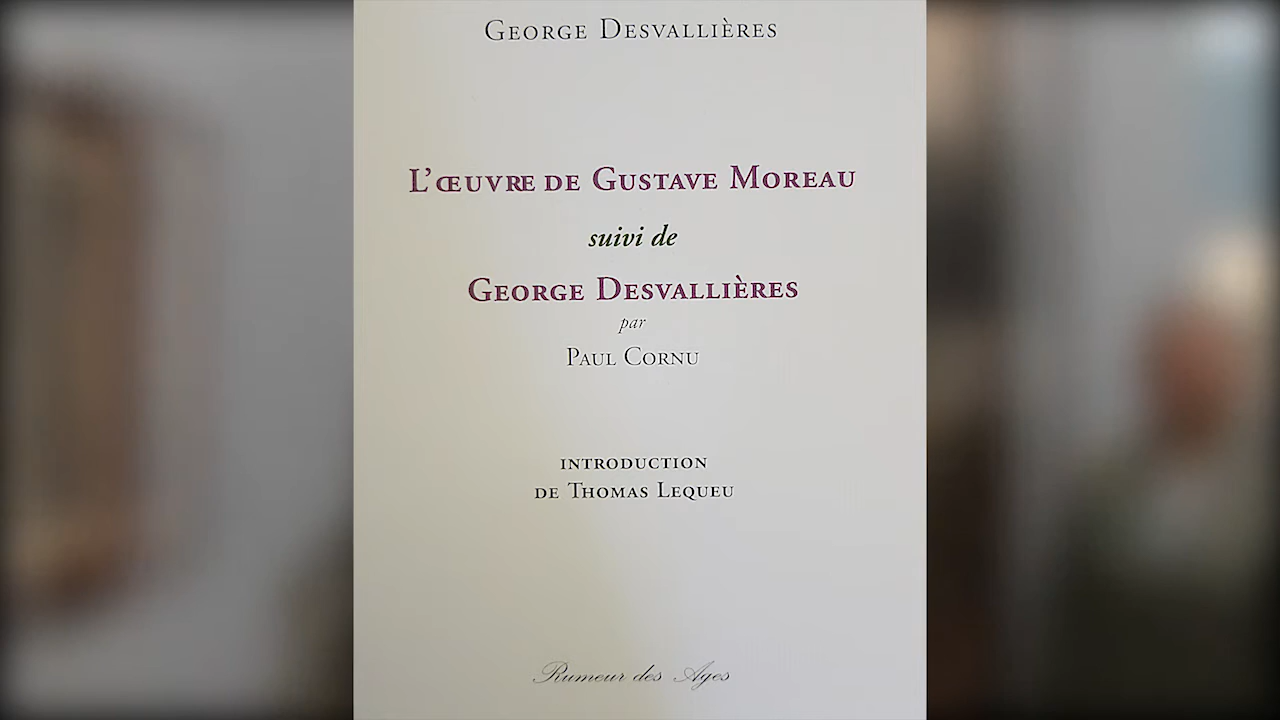 George Desvallières
L'œuvre de Gustave Moreau
suivi de
George Desvallières
par
Paul Cornu
introduction
de Thomas Lequeu
Rumeur des Ages